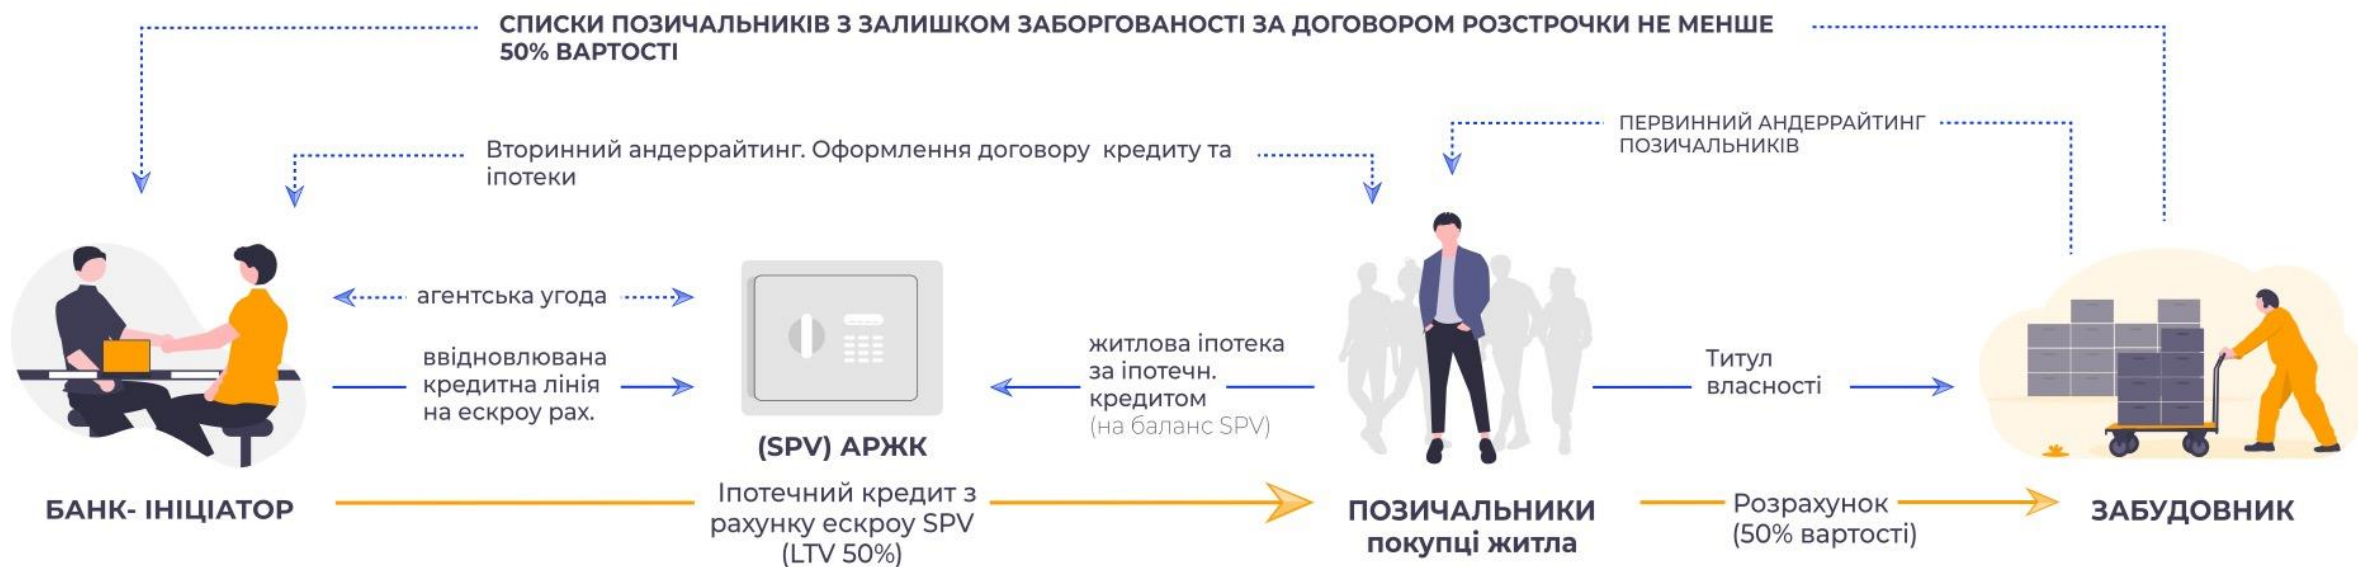 СПИСКИ ПОЗИЧАЛЬНИКІВ З ЗАЛИШКОМ ЗАБОРГОВАНОСТІ ЗА ДОГОВОРОМ РОЗСТРОЧКИ НЕ МЕНШЕ
50% ВАРТОСТІ
ПЕРВИННИЙ АНДЕРРАЙТИНГ
ПОЗИЧАЛЬНИКІВ
Вторинний андеррайтинг. Оформлення договору кредиту та
іпотеки
агентська угода
ввідновлювана
кредитна лінія
на ескроу рах.
(SPV) АРЖК
житлова іпотека
за іпотечн.
кредитом
(на баланс SPV)
Титул
власності
БАНК- ІНІЦІАТОР
Іпотечний кредит з
рахунку ескроу SPV
(LTV 50%)
ПОЗИЧАЛЬНИКИ
покупці житла
Розрахунок
(50% вартості)
ЗАБУДОВНИК